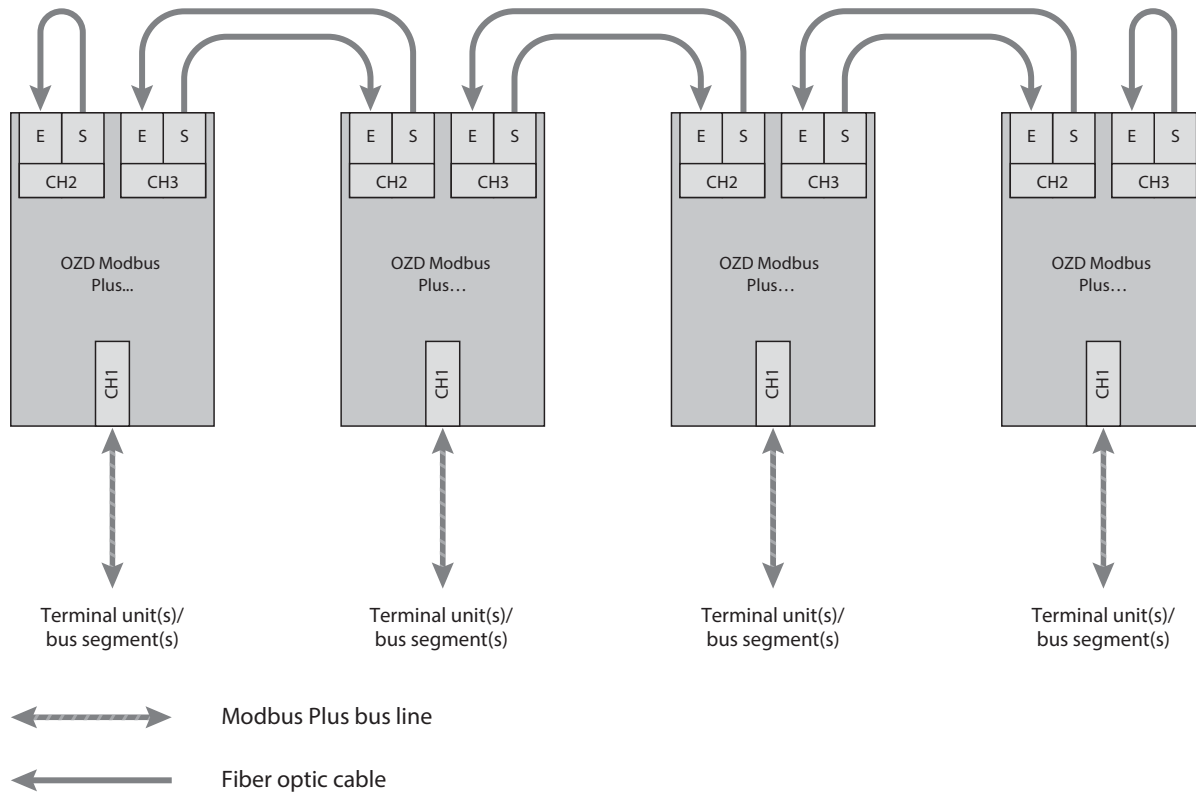 E S E S E S E S E S E S E S E S
CH2 CH3 CH2 CH3 CH2 CH3 CH2 CH3
OZD Modbus OZD Modbus OZD Modbus OZD Modbus
Plus... Plus… Plus… Plus…
CH1 CH1 CH1 CH1
Terminal unit(s)/ Terminal unit(s)/ Terminal unit(s)/ Terminal unit(s)/
bus segment(s) bus segment(s) bus segment(s) bus segment(s)
Modbus Plus bus line
Fiber optic cable